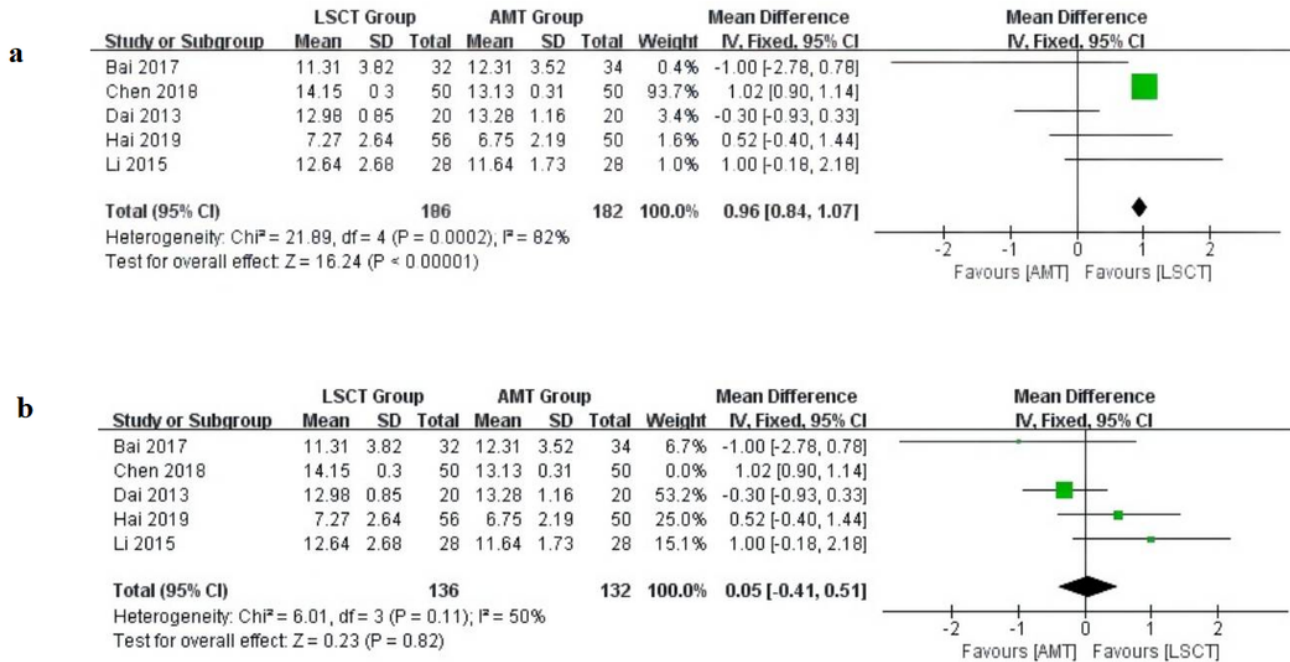 a
LSCT Group AMT Group Mean Difference Mean Difference
Study or Subgroup Mean SD Total Mean SD Total Weight IV, Fixed, 95% CI IV, Fixed, 95% CI
Bai 2017 11.31 3.82 32 12.31 3.52 34 0.4% -1.00 [-2.78, 0.78]
Chen 2018 14.15 0.3 50 13.13 0.31 50 93.7% 1.02 [0.90, 1.14]
Dai 2013 12.98 0.85 20 13.28 1.16 20 3.4% -0.30 [-0.93, 0.33]
Hai 2019 7.27 2.64 56 6.75 2.19 50 1.6% 0.52 [-0.40, 1.44]
Li 2015 12.64 2.68 28 11.64 1.73 28 1.0% 1.00 [-0.18, 2.18]
Total (95% CI) 186 182 100.0% 0.96 [0.84, 1.07]
Heterogeneity: Chi² = 21.89, df = 4 (P = 0.0002); I² = 82%
Test for overall effect: Z = 16.24 (P < 0.00001)
-2 -1 0 1 2
Favours [AMT] Favours [LSCT]
b
LSCT Group AMT Group Mean Difference Mean Difference
Study or Subgroup Mean SD Total Mean SD Total Weight IV, Fixed, 95% CI IV, Fixed, 95% CI
Bai 2017 11.31 3.82 32 12.31 3.52 34 6.7% -1.00 [-2.78, 0.78]
Chen 2018 14.15 0.3 50 13.13 0.31 50 0.0% 1.02 [0.90, 1.14]
Dai 2013 12.98 0.85 20 13.28 1.16 20 53.2% -0.30 [-0.93, 0.33]
Hai 2019 7.27 2.64 56 6.75 2.19 50 25.0% 0.52 [-0.40, 1.44]
Li 2015 12.64 2.68 28 11.64 1.73 28 15.1% 1.00 [-0.18, 2.18]
Total (95% CI) 136 132 100.0% 0.05 [-0.41, 0.51]
Heterogeneity: Chi² = 6.01, df = 3 (P = 0.11); I² = 50%
Test for overall effect: Z = 0.23 (P = 0.82)
-2 -1 0 1 2
Favours [AMT] Favours [LSCT]